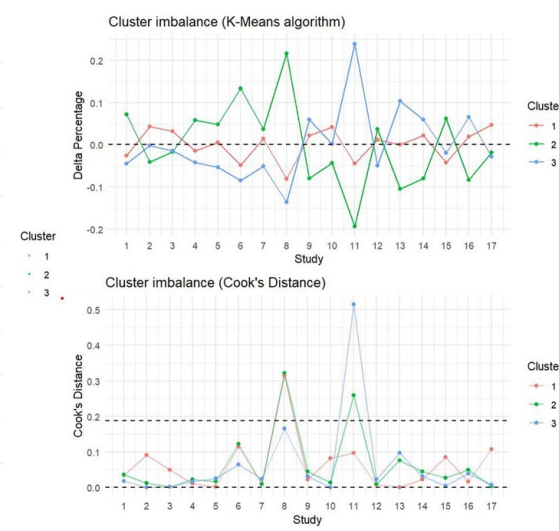 Cluster imbalance (K-Means algorithm)
Delta Percentage
0.2
0.1
0.0
-0.1
-0.2
1 2 3 4 5 6 7 8 9 10 11 12 13 14 15 16 17
Study
Cluste
1
2
3
Cluster
1
2
3
Cluster imbalance (Cook's Distance)
Cook's Distance
0.5
0.4
0.3
0.2
0.1
0.0
1 2 3 4 5 6 7 8 9 10 11 12 13 14 15 16 17
Study
Cluste
1
2
3